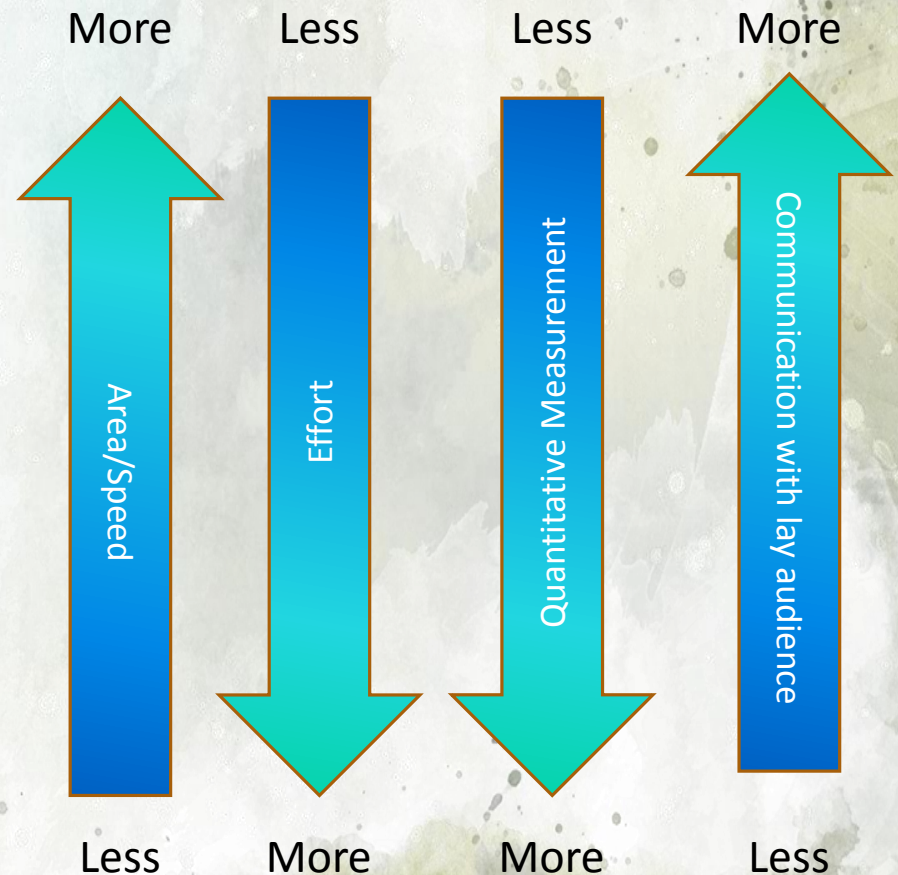 More Less Less More
Area/Speed
Effort
Quantitative Measurement
Communication with lay audience
Less More More Less